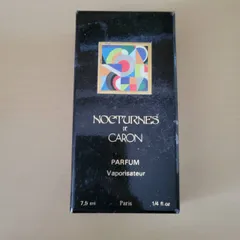 NOCTURNES
DE
CARON
PARFUM
Vaporisateur
7,5 ml Paris 1/4 fl oz